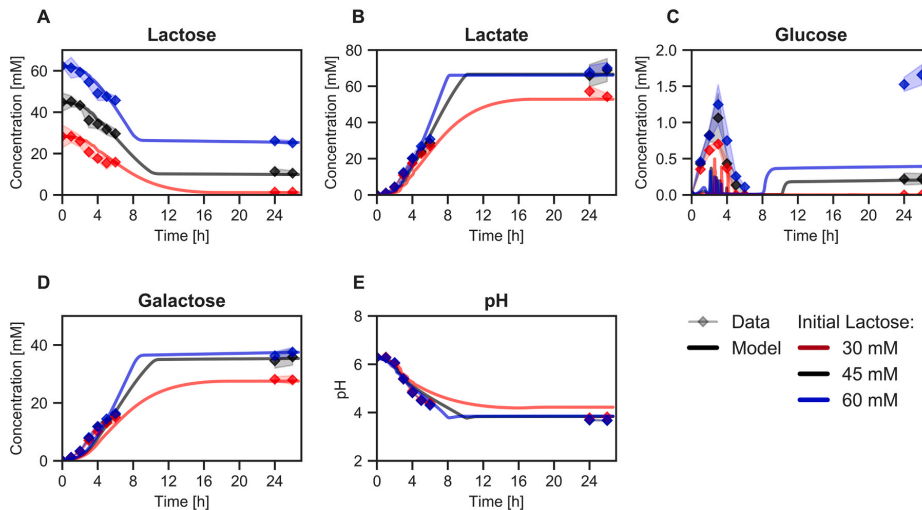 A
Lactose
Concentration [mM]
60
40
20
0
0 4 8 12 16 20 24
Time [h]
B
Lactate
Concentration [mM]
80
60
40
20
0
0 4 8 12 16 20 24
Time [h]
C
Glucose
Concentration [mM]
2.0
1.5
1.0
0.5
0.0
0 4 8 12 16 20 24
Time [h]
D
Galactose
Concentration [mM]
40
20
0
0 4 8 12 16 20 24
Time [h]
E
pH
pH
8
6
4
2
0 4 8 12 16 20 24
Time [h]
Data
Model
Initial Lactose:
30 mM
45 mM
60 mM